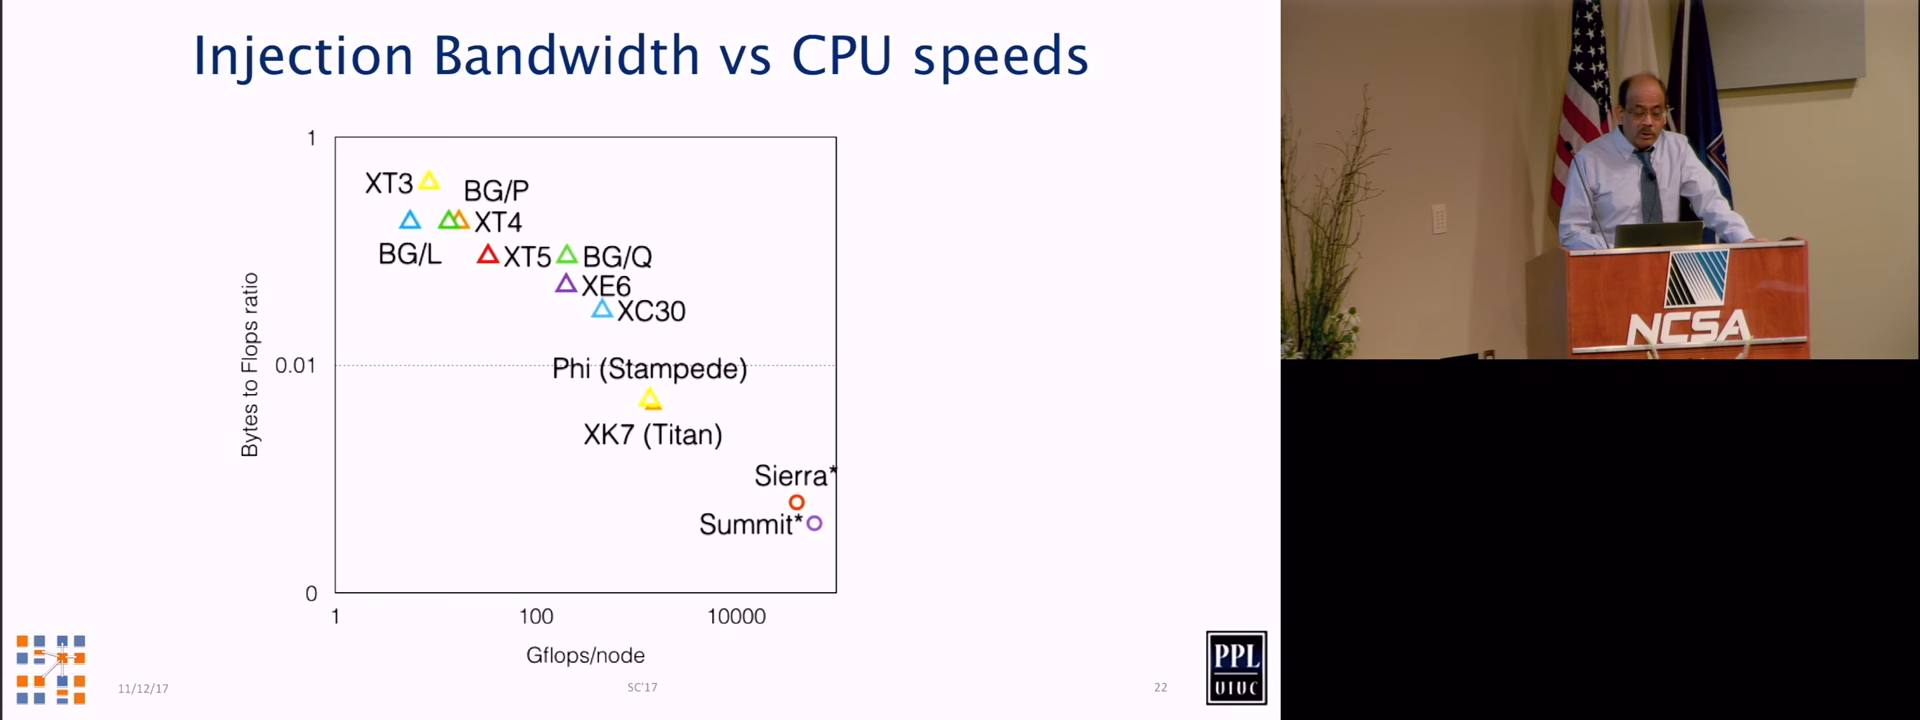 Injection Bandwidth vs CPU speeds
1
XT3
BG/P
XT4
BG/L
XT5
BG/Q
XE6
XC30
Bytes to Flops ratio
0.01
Phi (Stampede)
XK7 (Titan)
Sierra*
Summit*
0
1
100
10000
Gflops/node
11/12/17
SC'17
22
PPL
UIUC
NCSA